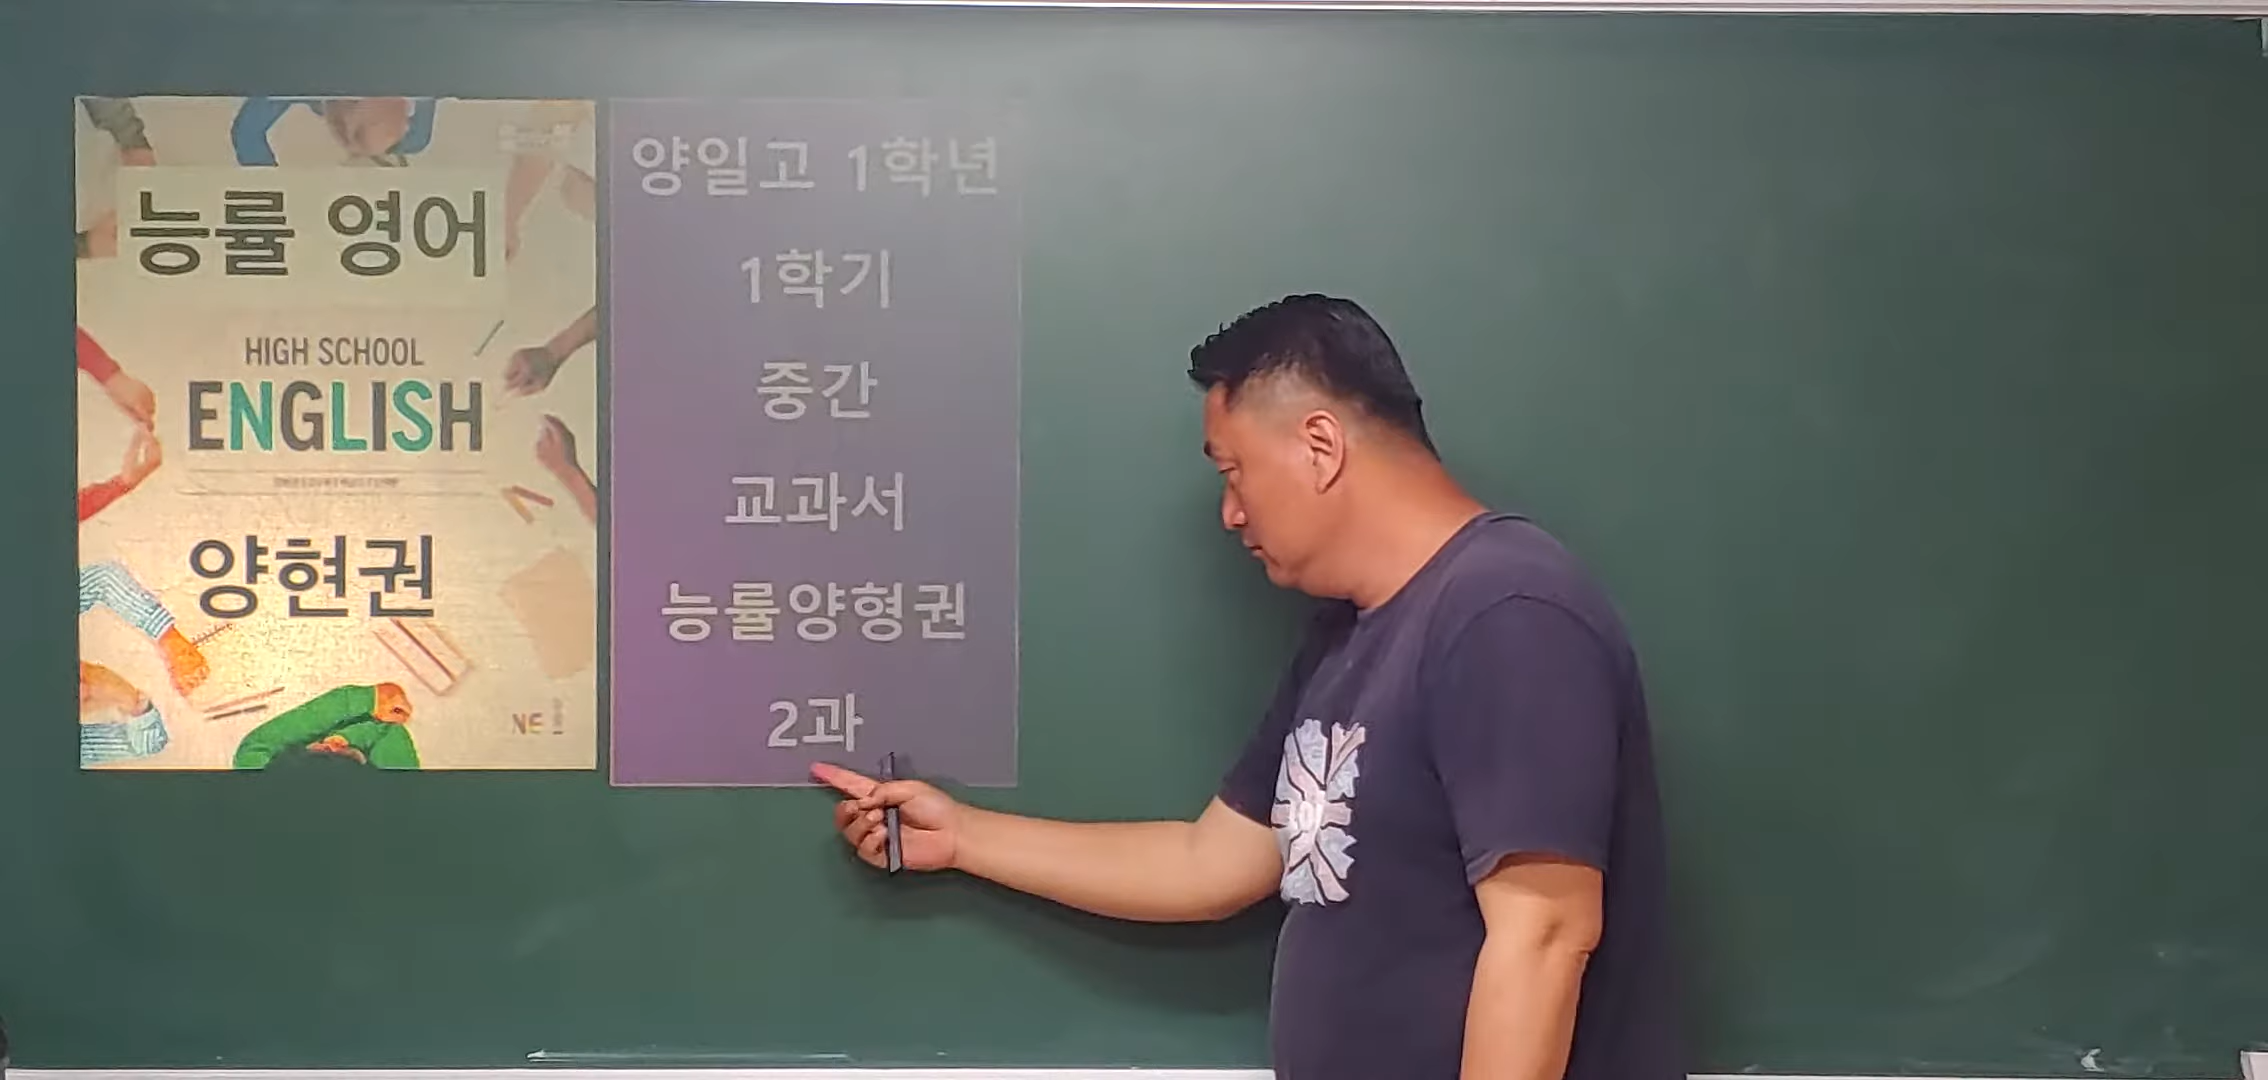 능률 영어
HIGH SCHOOL
ENGLISH
양현권
NE
양일고 1학년
1학기
중간
교과서
능률양형권
2과